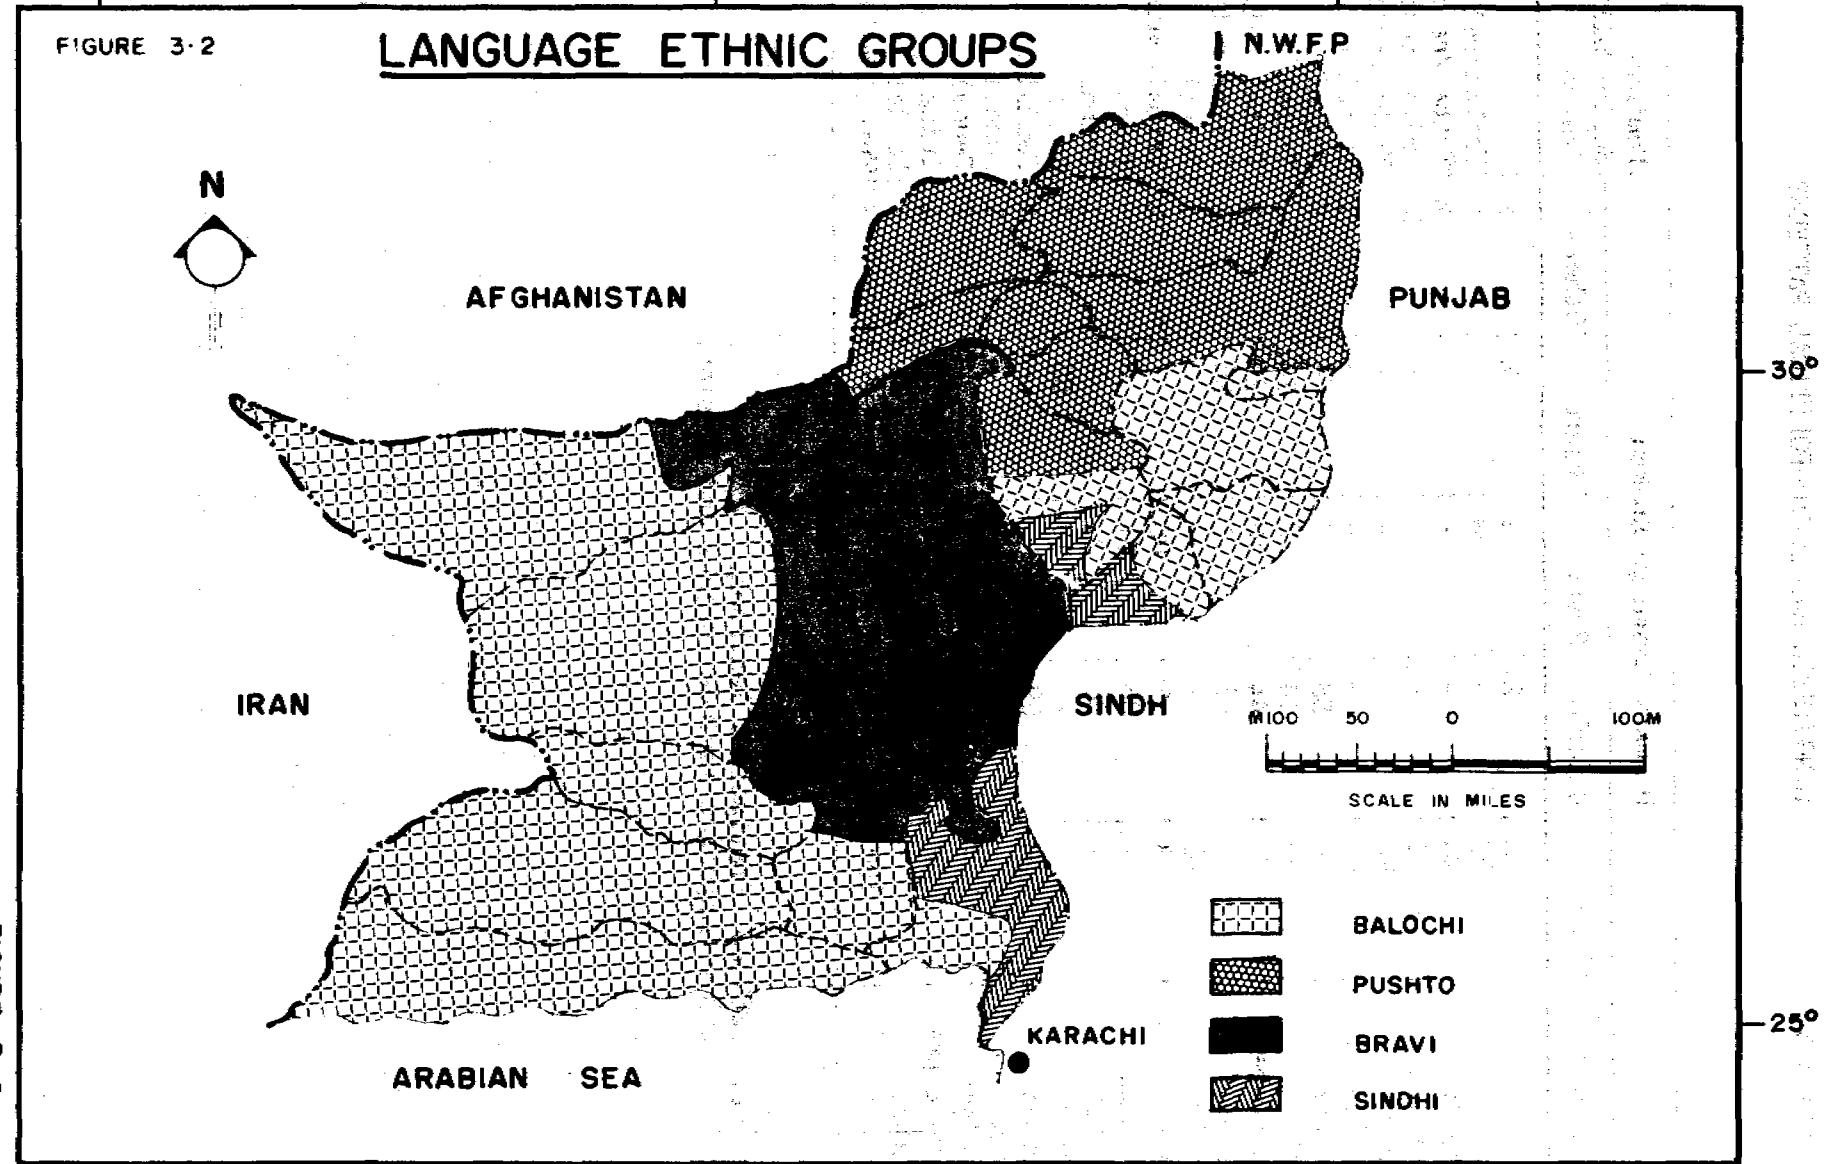 FIGURE 3·2
LANGUAGE ETHNIC GROUPS
N.W.F.P
N
AFGHANISTAN
PUNJAB
30°
IRAN
SINDH
M100 50 0 100M
SCALE IN MILES
BALOCHI
PUSHTO
25°
KARACHI
BRAVI
ARABIAN SEA
SINDHI